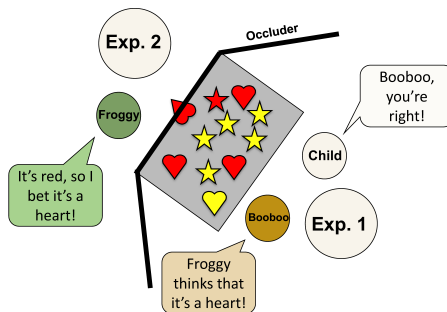 Occluder
Exp. 2
Booboo,
you're
right!
Froggy
Child
It's red, so I
bet it's a
heart!
Booboo
Exp. 1
Froggy
thinks that
it's a heart!